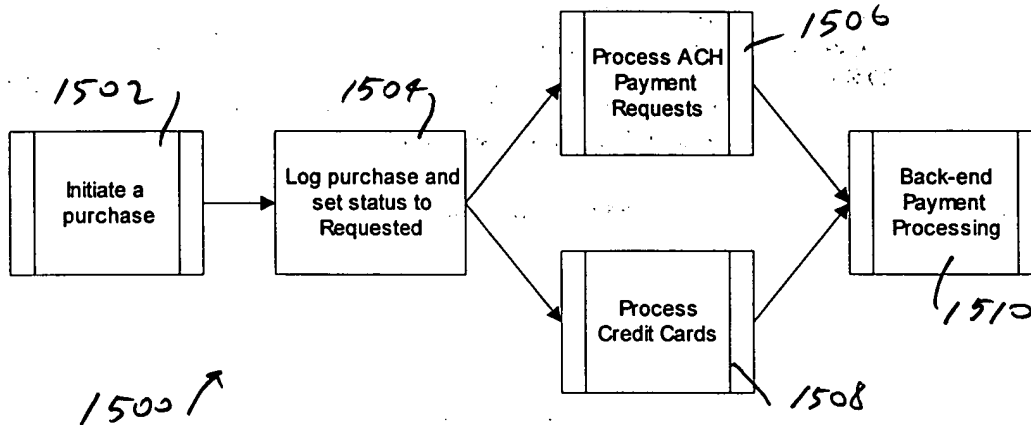 1502
Initiate a
purchase
1504
Log purchase and
set status to
Requested
1506
Process ACH
Payment
Requests
Process
Credit Cards
1508
Back-end
Payment
Processing
1510
1500